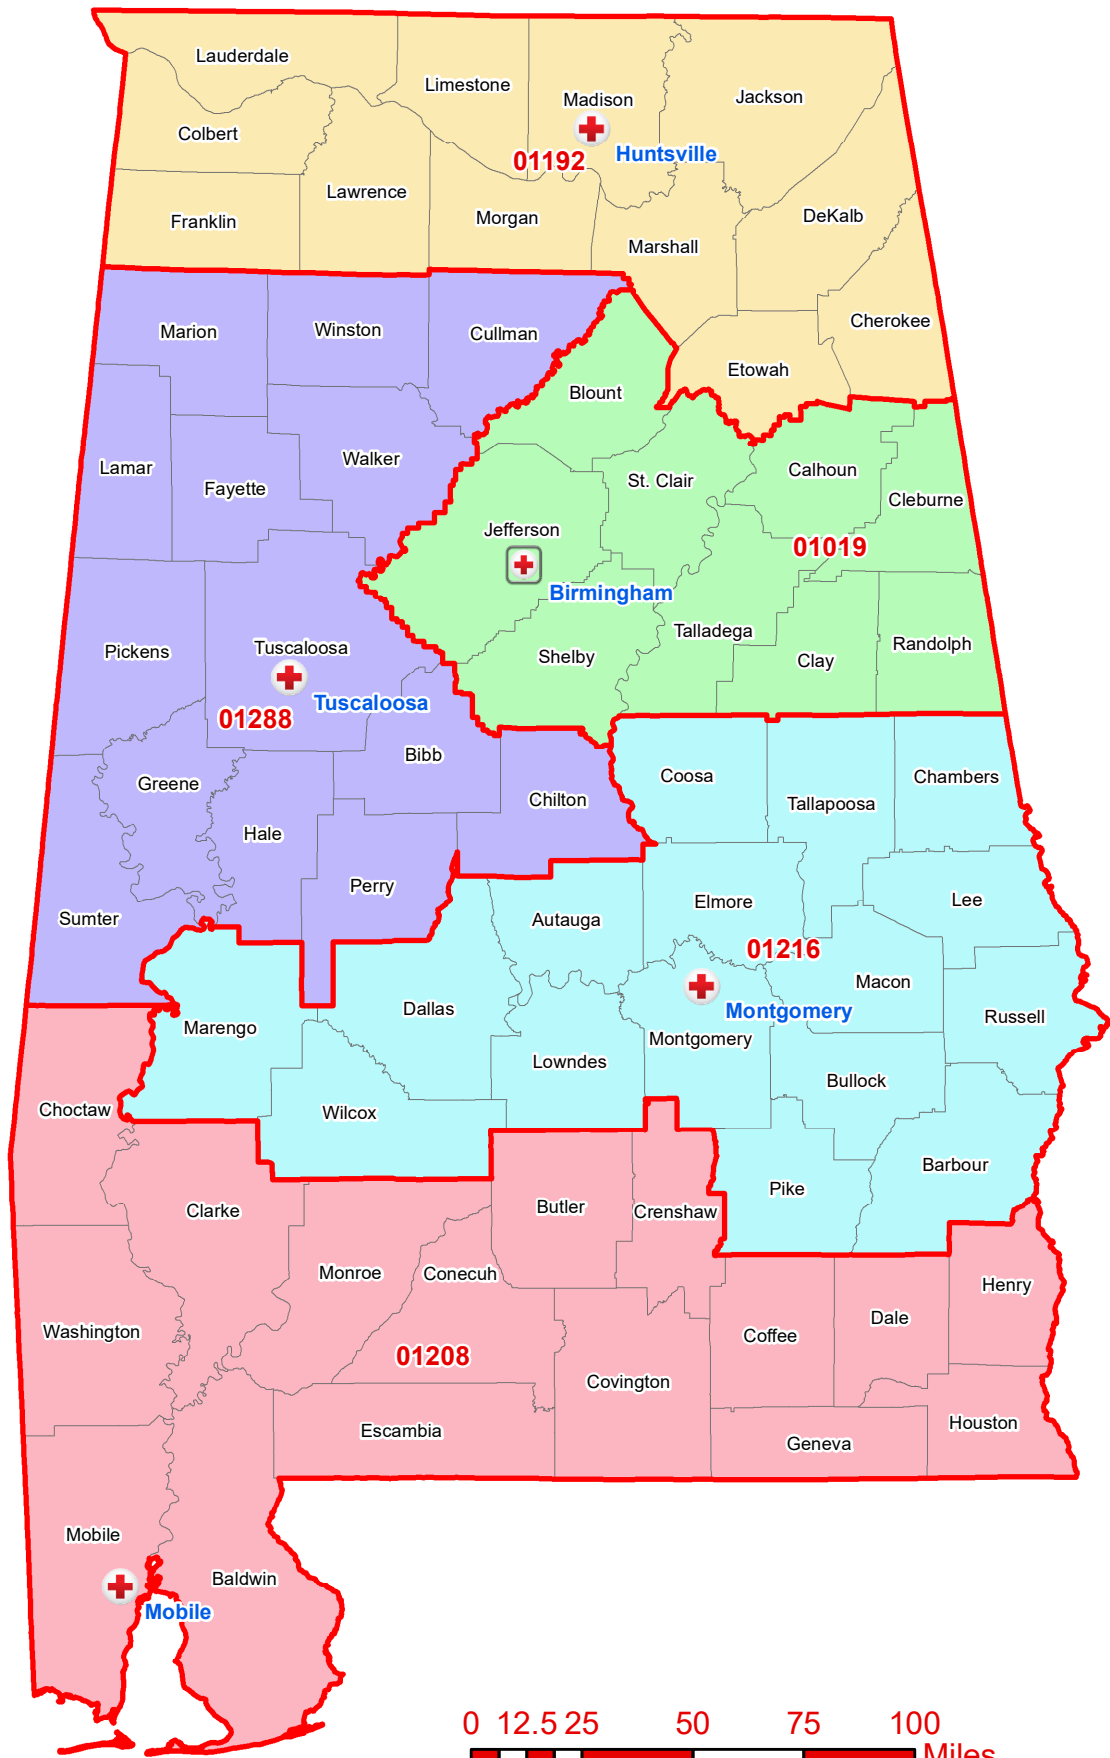 Lauderdale
Limestone
Madison
Jackson
Colbert
01192
Huntsville
Lawrence
Franklin
Morgan
DeKalb
Marshall
Marion
Winston
Cullman
Cherokee
Etowah
Blount
Lamar
Fayette
Walker
St. Clair
Calhoun
Cleburne
Jefferson
01019
Birmingham
Pickens
Tuscaloosa
Shelby
Talladega
Clay
Randolph
Tuscaloosa
01288
Bibb
Greene
Chilton
Coosa
Tallapoosa
Chambers
Hale
Perry
Sumter
Autauga
Elmore
Lee
01216
Macon
Montgomery
Marengo
Dallas
Russell
Montgomery
Lowndes
Bullock
Choctaw
Wilcox
Barbour
Pike
Clarke
Butler
Crenshaw
Monroe
Conecuh
Henry
Washington
Dale
Coffee
01208
Covington
Escambia
Geneva
Houston
Mobile
Baldwin
Mobile
0 12.5 25 50 75 100
Miles